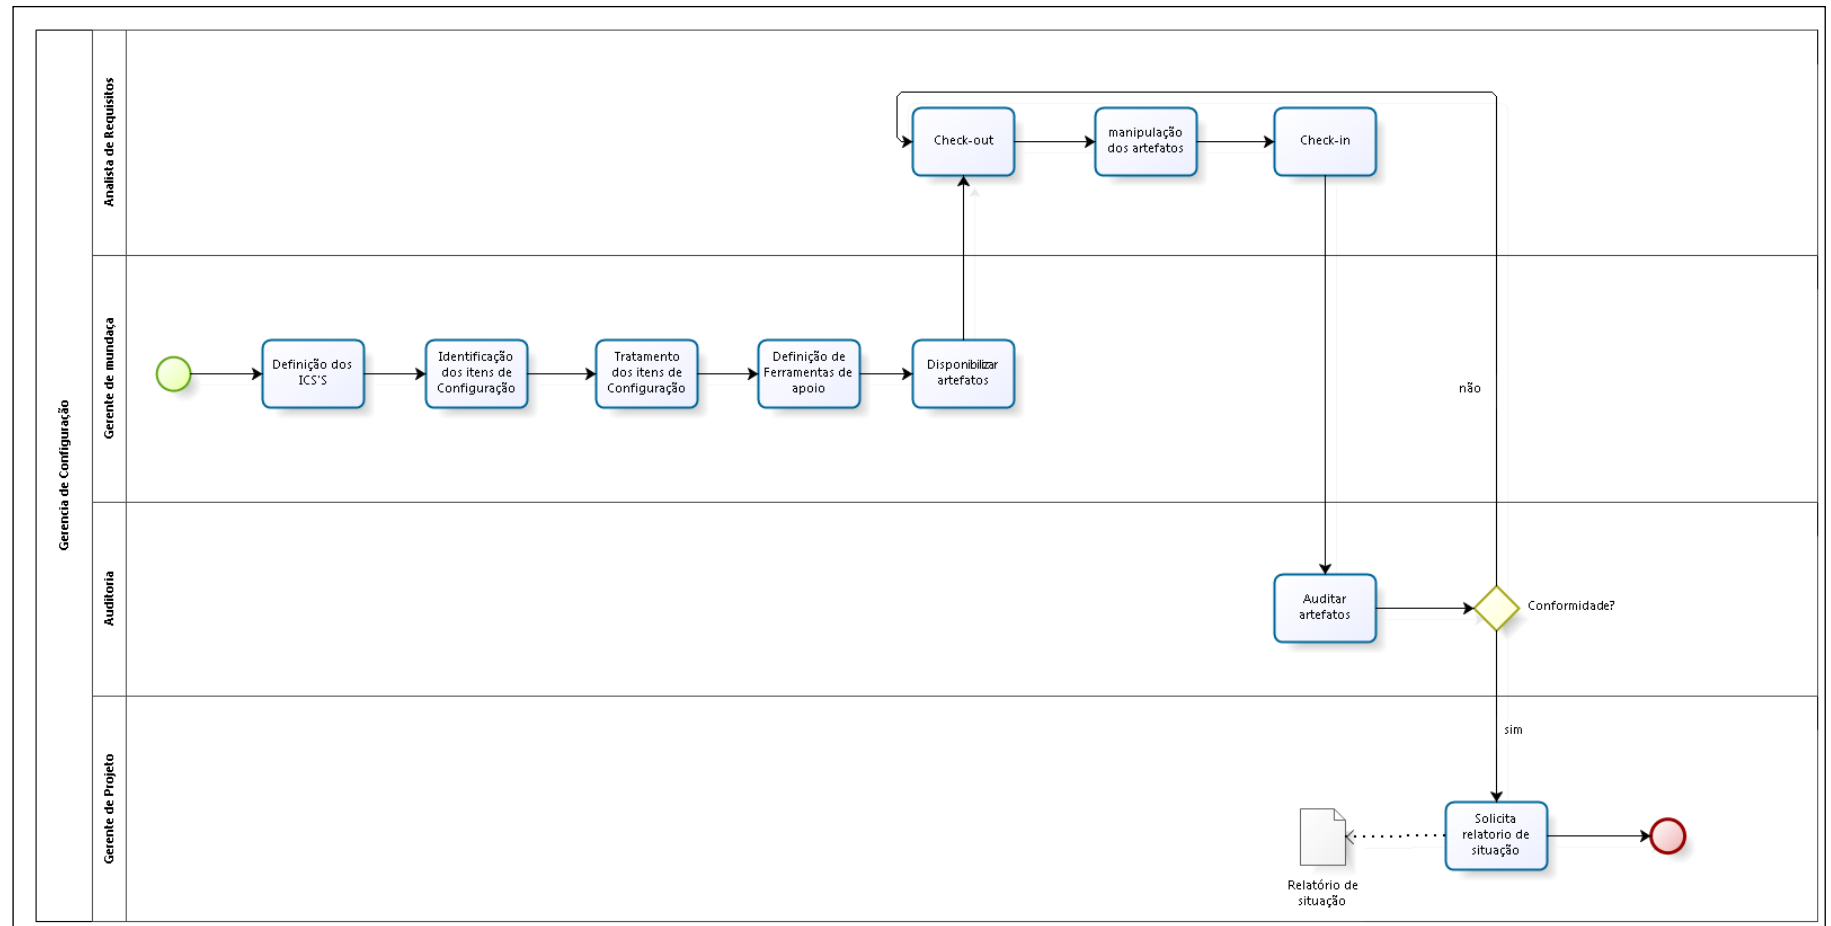 Gerencia de Configuração
Analista de Requisitos
Check-out
manipulação
dos artefatos
Check-in
Gerente de mundaça
Definição dos
ICS'S
Identificação
dos itens de
Configuração
Tratamento
dos itens de
Configuração
Definição de
Ferramentas de
apoio
Disponibilizar
artefatos
não
Auditoria
Auditar
artefatos
Conformidade?
Gerente de Projeto
sim
Solicita
relatorio de
situação
Relatório de
situação